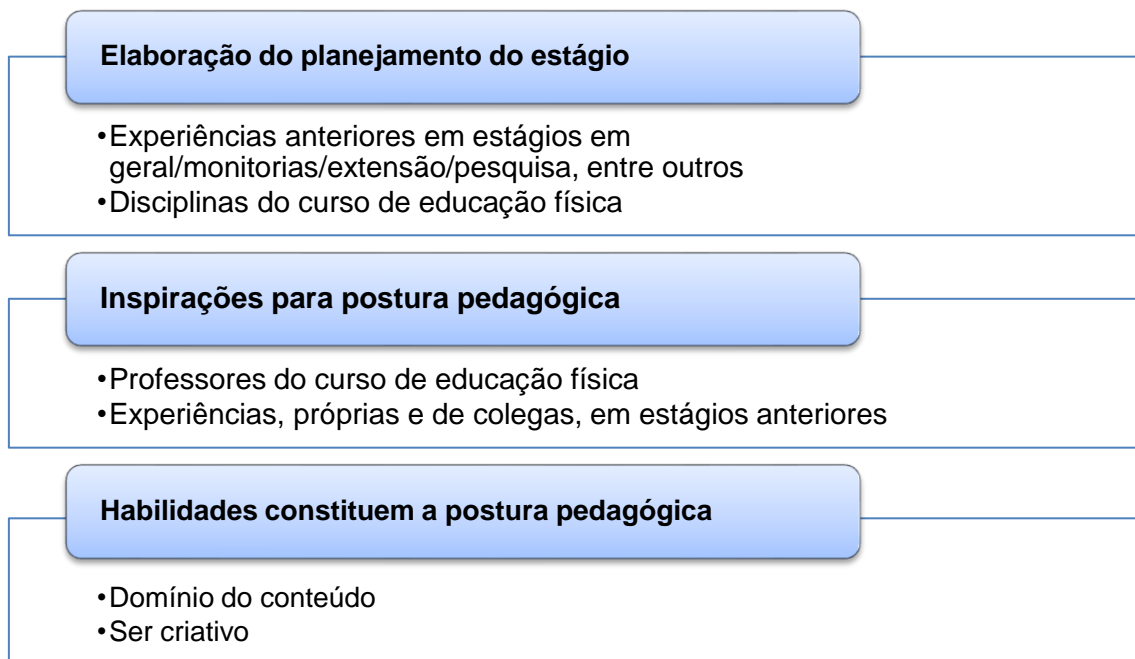 Elaboração do planejamento do estágio
•Experiências anteriores em estágios em
geral/monitorias/extensão/pesquisa, entre outros
•Disciplinas do curso de educação física
Inspirações para postura pedagógica
•Professores do curso de educação física
•Experiências, próprias e de colegas, em estágios anteriores
Habilidades constituem a postura pedagógica
•Domínio do conteúdo
•Ser criativo